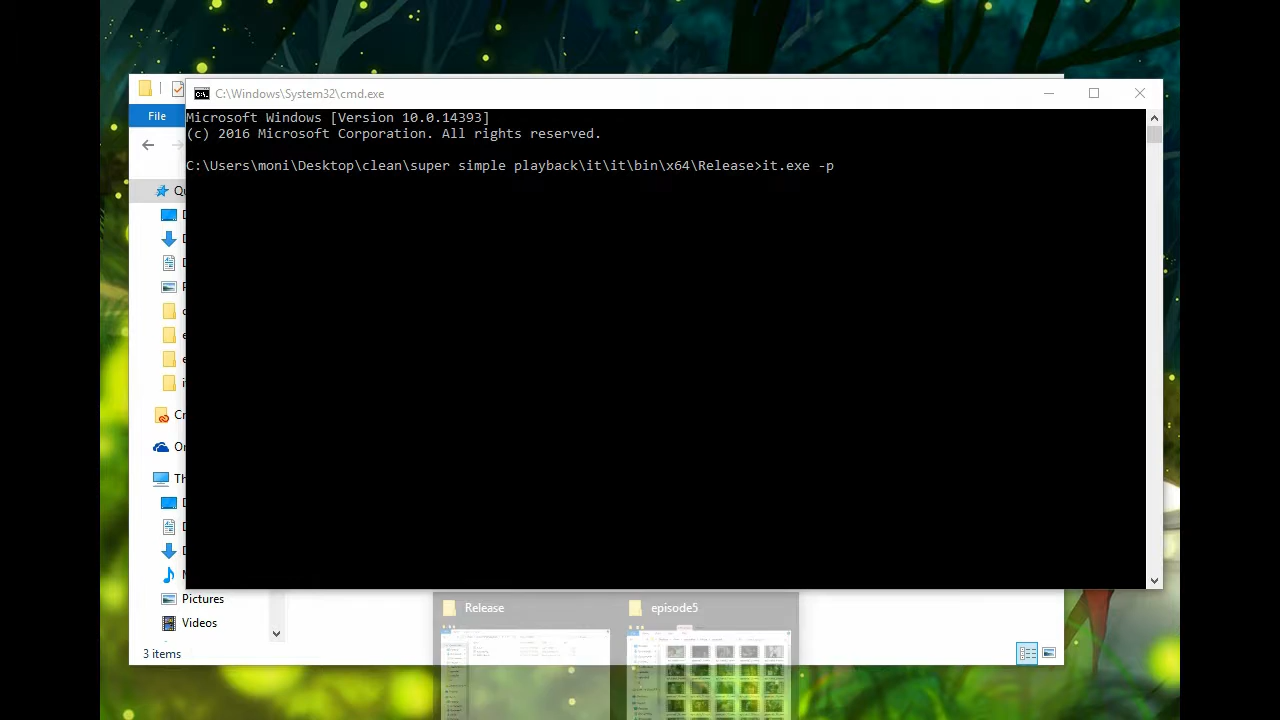 C:\Windows\System32\cmd.exe
File
Microsoft Windows [Version 10.0.14393]
(c) 2016 Microsoft Corporation. All rights reserved.
C:\Users\moni\Desktop\clean\super simple playback\it\it\bin\x64\Release>it.exe -p
Pictures
Videos
Release
episode5
3 items